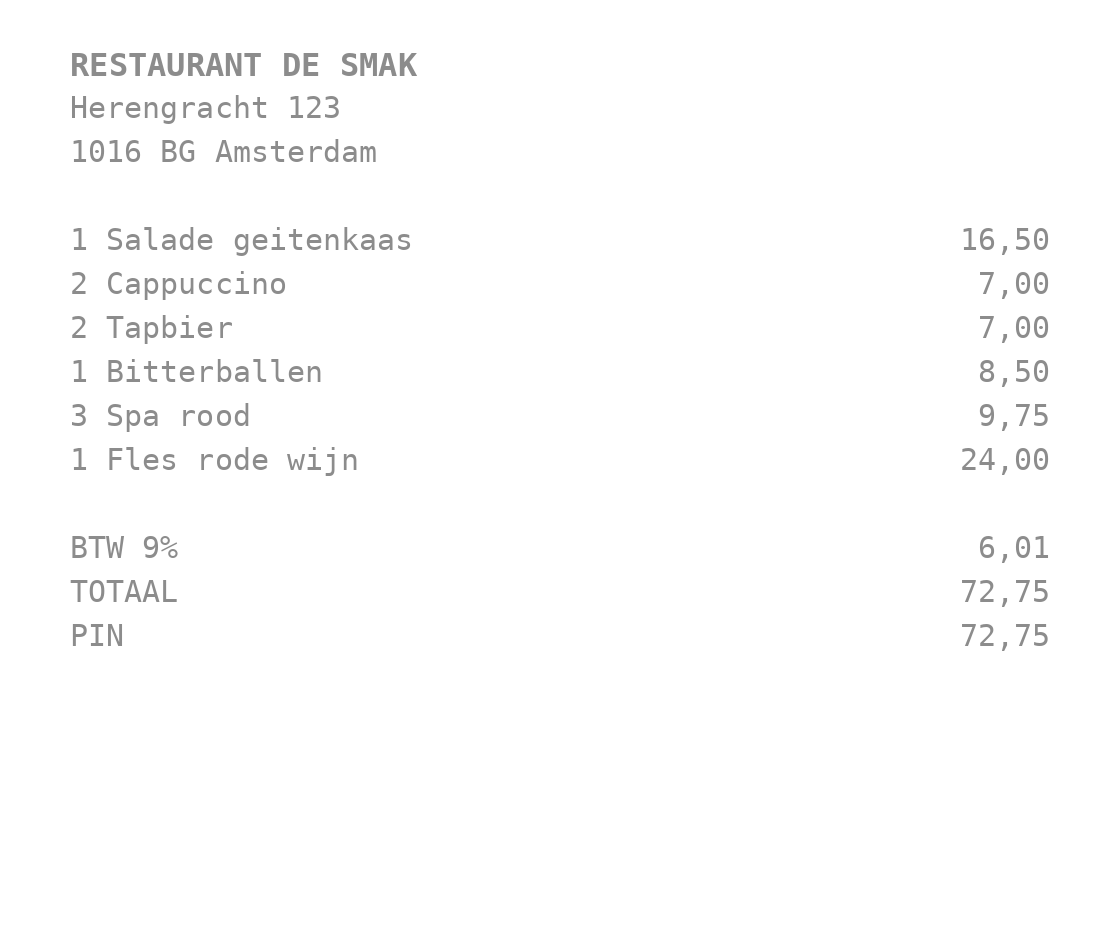 RESTAURANT DE SMAK
Herengracht 123
1016 BG Amsterdam
1 Salade geitenkaas 16,50
2 Cappuccino 7,00
2 Tapbier 7,00
1 Bitterballen 8,50
3 Spa rood 9,75
1 Fles rode wijn 24,00
BTW 9% 6,01
TOTAAL 72,75
PIN 72,75